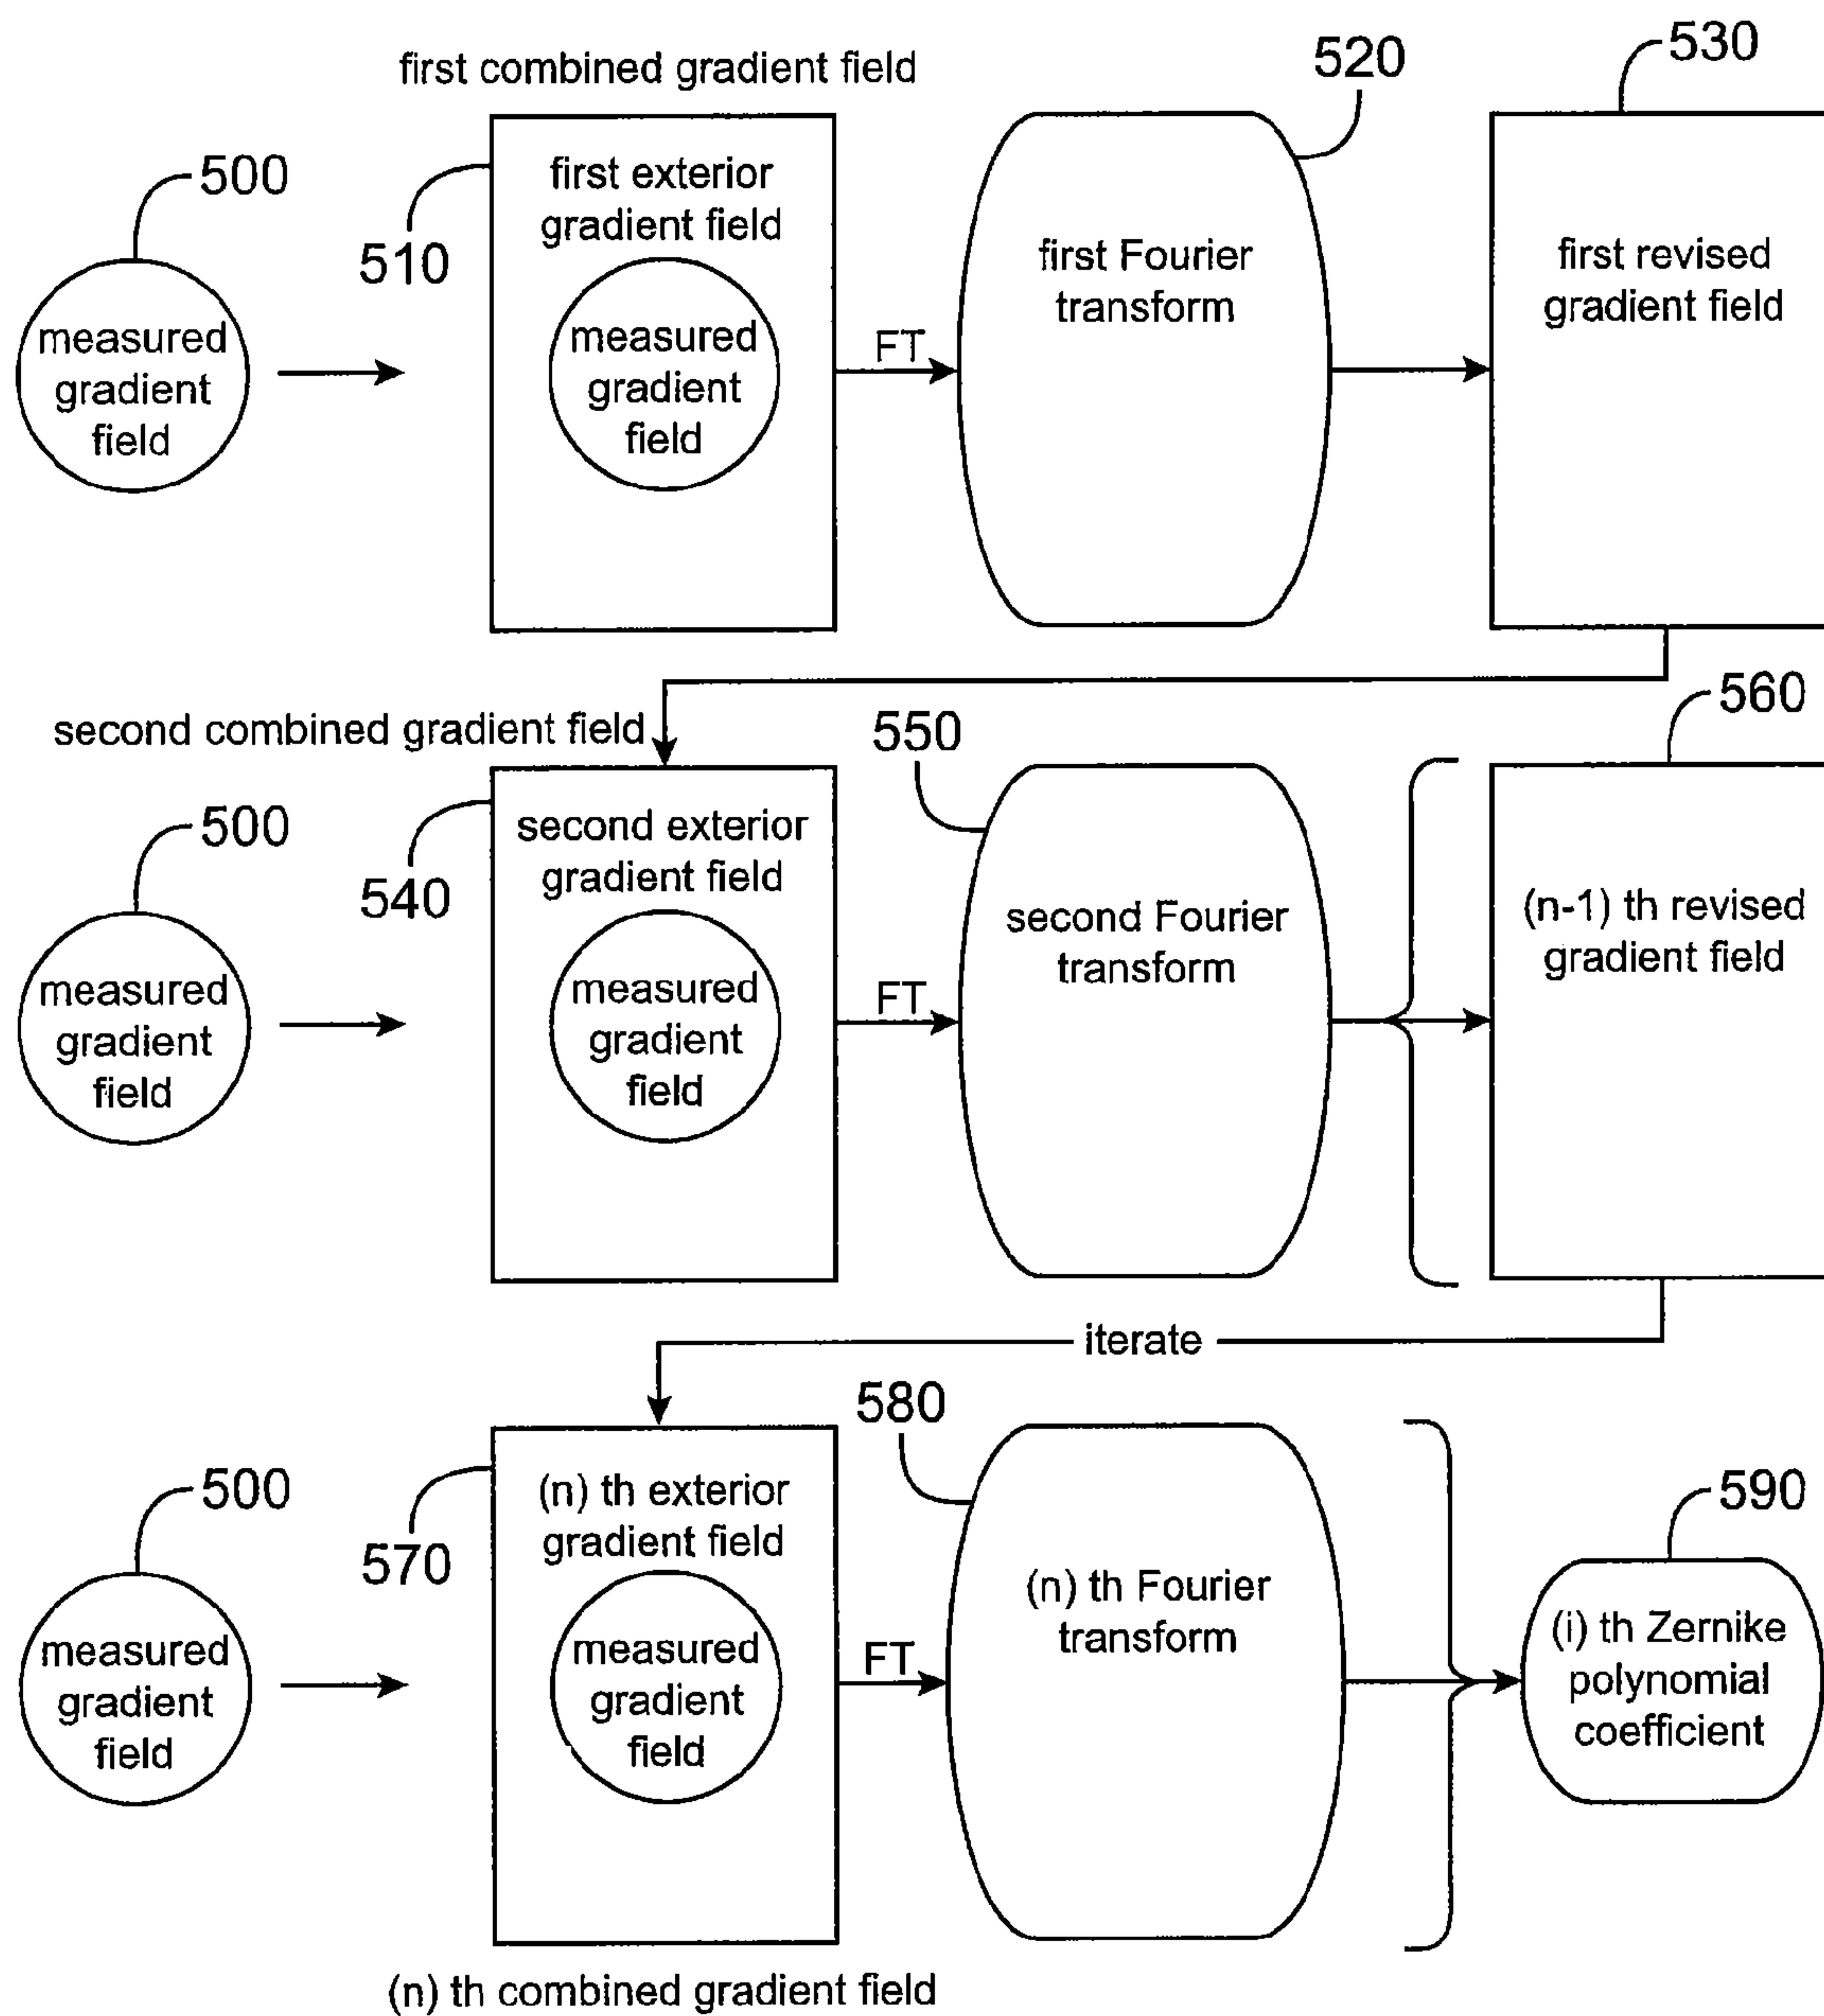 first combined gradient field
520
530
500
510
first exterior
gradient field
measured
gradient
field
measured
gradient
field
FT
first Fourier
transform
first revised
gradient field
second combined gradient field
550
560
500
540
second exterior
gradient field
measured
gradient
field
measured
gradient
field
FT
second Fourier
transform
(n-1) th revised
gradient field
iterate
580
500
570
(n) th exterior
gradient field
590
measured
gradient
field
measured
gradient
field
FT
(n) th Fourier
transform
(i) th Zernike
polynomial
coefficient
(n) th combined gradient field